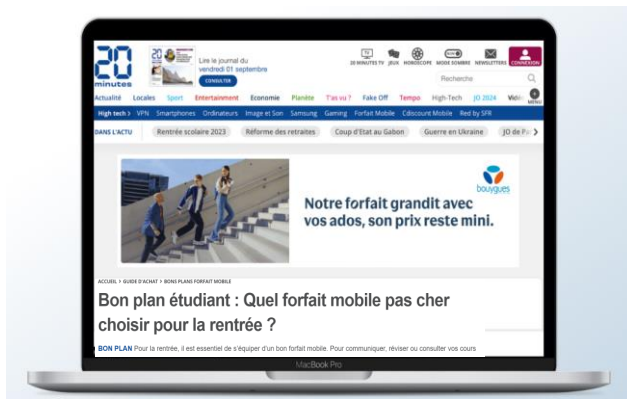 20
minutes
Lire le journal du
vendredi 01 septembre
CONSULTER
20 MINUTES TV JEUX HOROSCOPE MODE SOMBRE NEWSLETTERS CONNEXION
Recherche
Actualité Locales Sport Entertainment Economie Planète T'as vu ? Fake Off Tempo High-Tech JO 2024 MENU
High tech > VPN Smartphones Ordinateurs Image et Son Samsung Gaming Forfait Mobile Cdiscount Mobile Red by SFR
DANS L'ACTU Rentrée scolaire 2023 Réforme des retraites Coup d'Etat au Gabon Guerre en Ukraine JO de
bouygues
Notre forfait grandit avec
vos ados, son prix reste mini.
ACCUEIL > GUIDE D'ACHAT > BONS PLANS FORFAIT MOBILE
Bon plan étudiant : Quel forfait mobile pas cher
choisir pour la rentrée ?
BON PLAN Pour la rentrée, il est essentiel de s'équiper d'un bon forfait mobile. Pour communiquer, réviser ou consulter vos cours
MacBook Pro